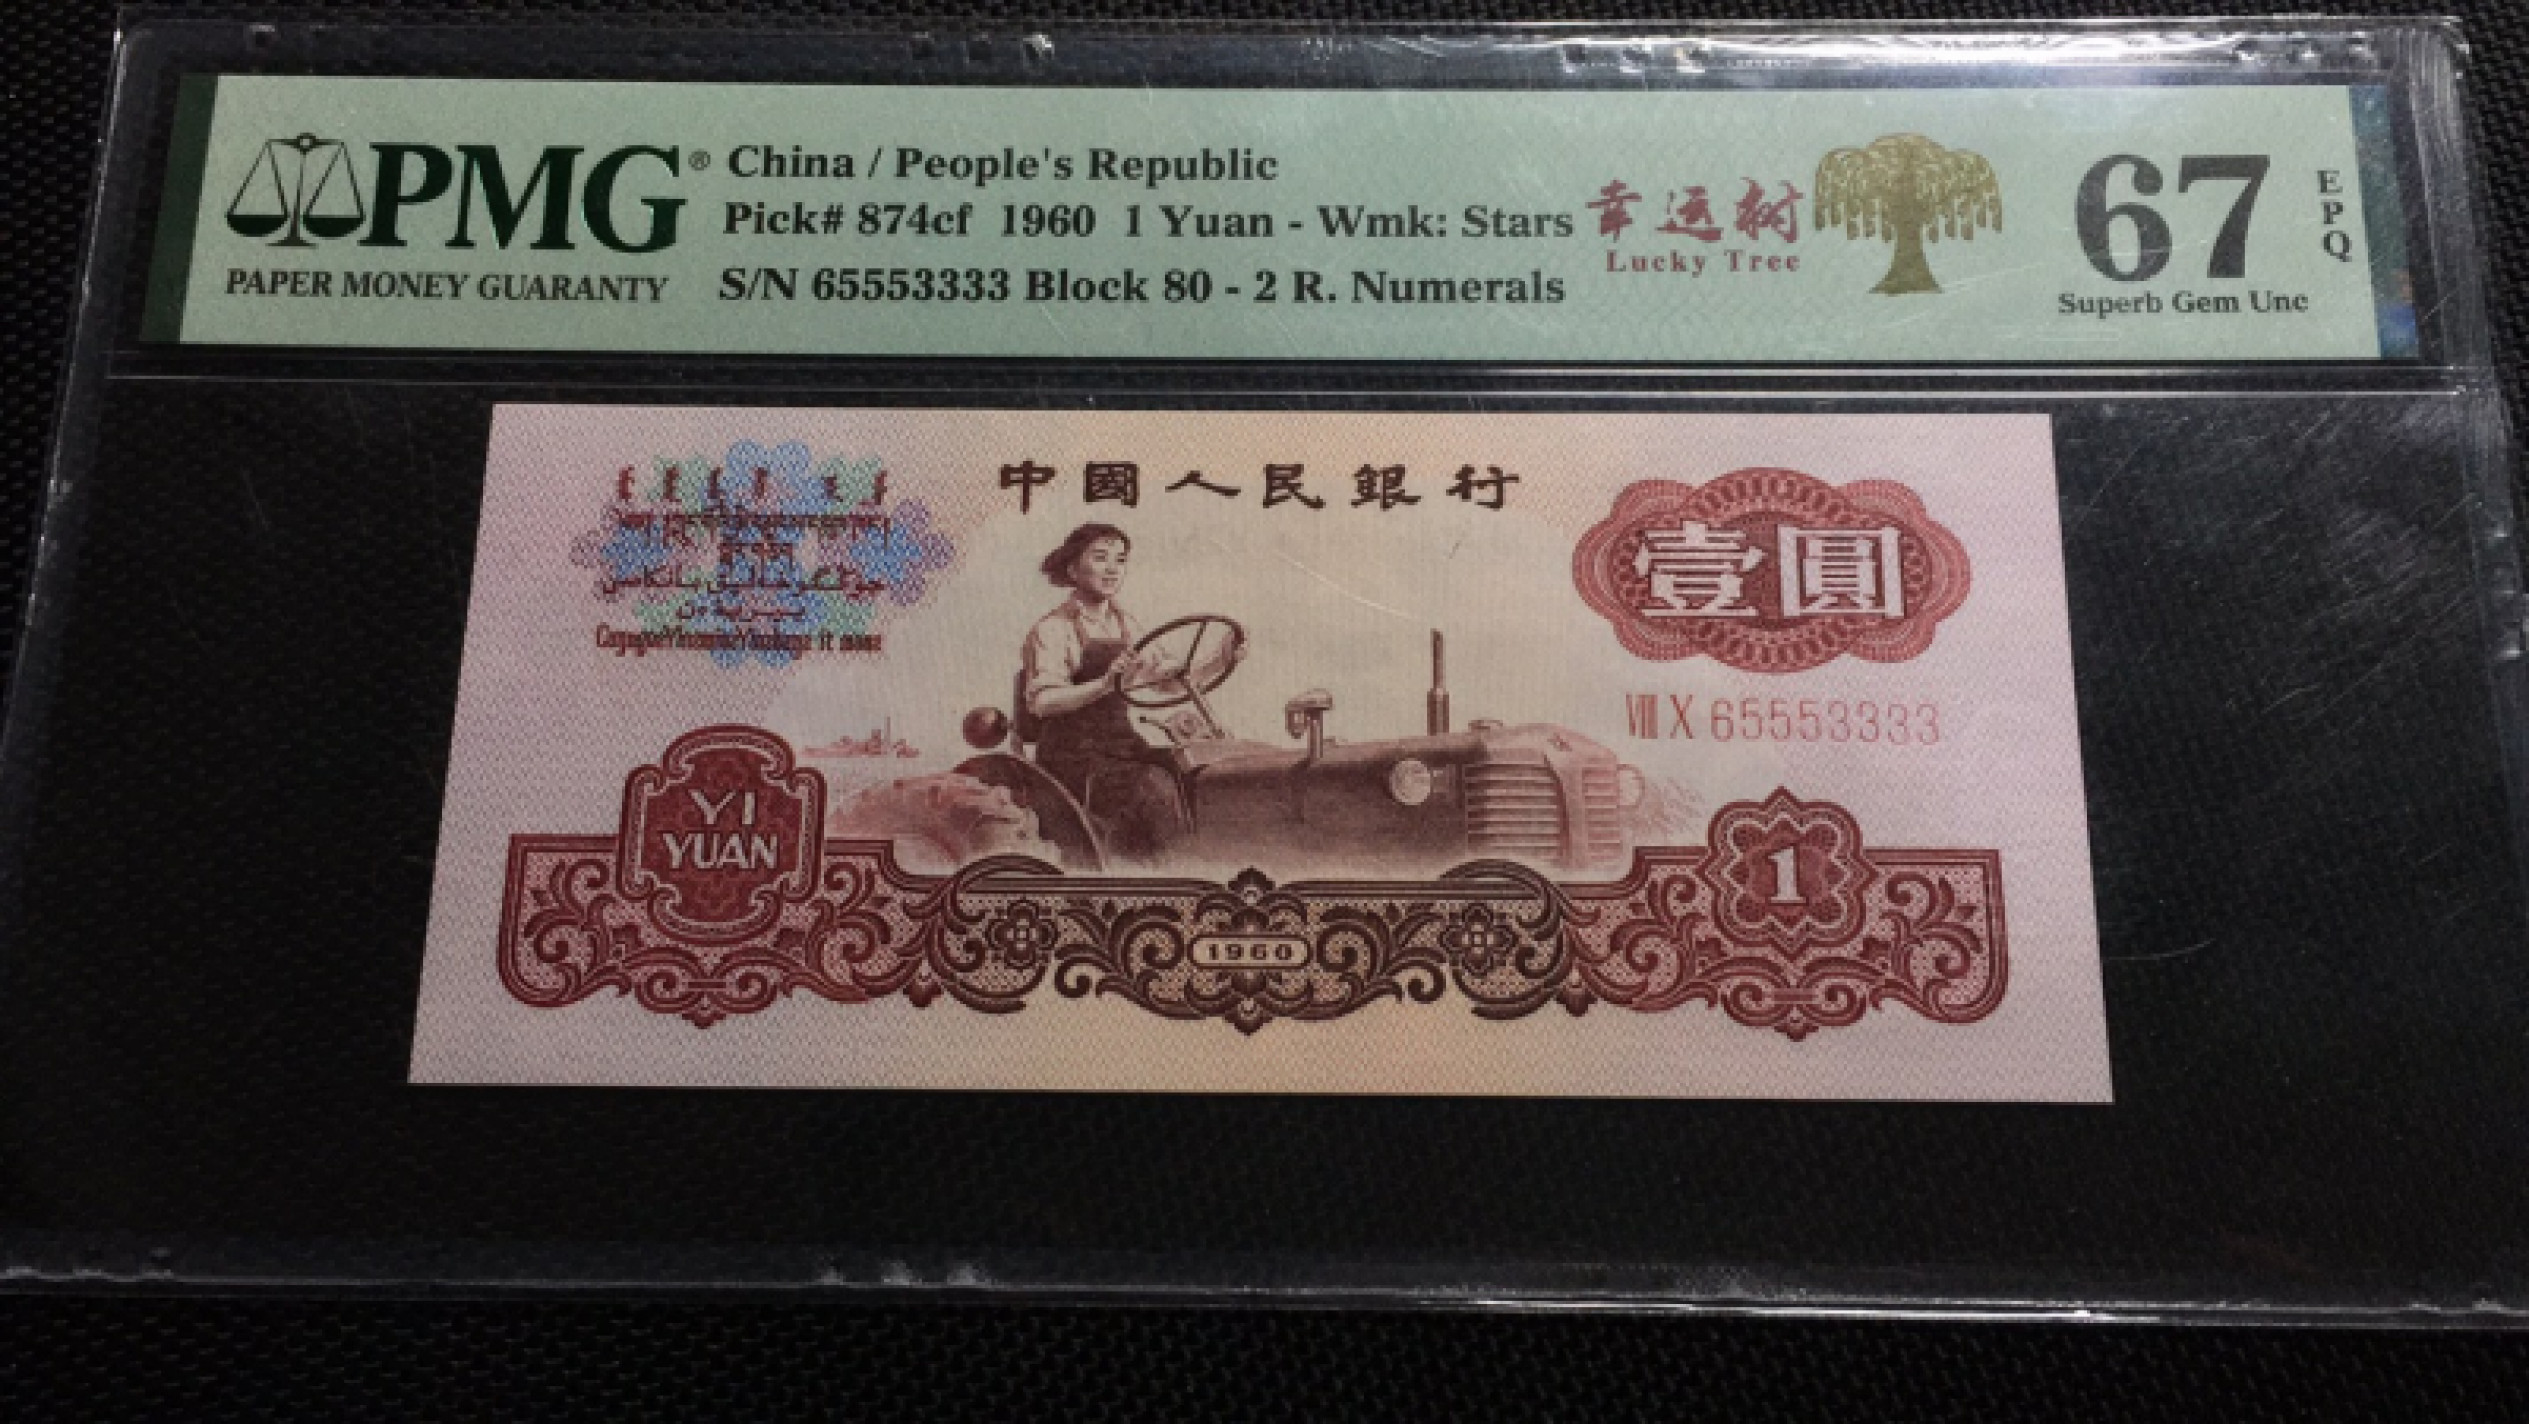 PMG®
PAPER MONEY GUARANTY
China / People's Republic
Pick# 874cf 1960 1 Yuan - Wmk: Stars
S/N 65553333 Block 80 - 2 R. Numerals
幸运树
Lucky Tree
67
EPQ
Superb Gem Unc
中國人民銀行
壹圓
VIII X 65553333
YI
YUAN
1
1960